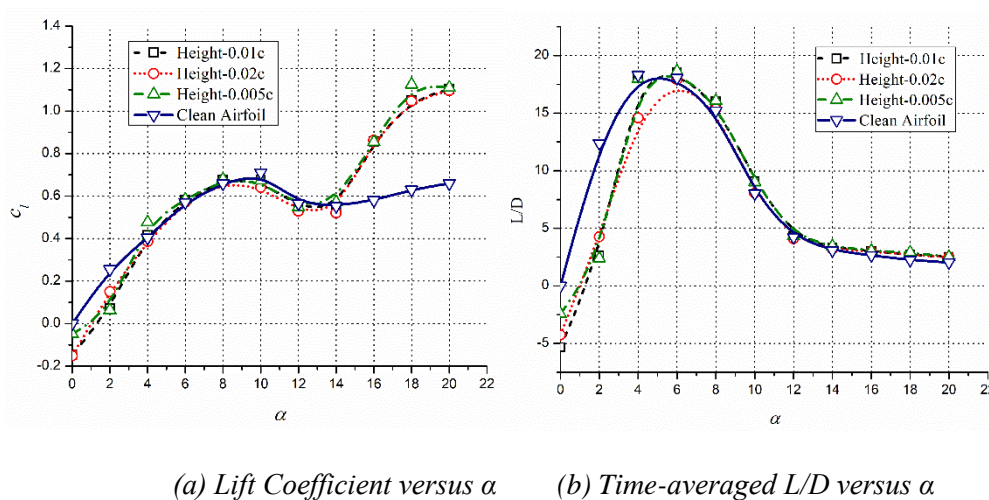 1.4
1.2
1.0
0.8
0.6
0.4
0.2
0.0
-0.2
0 2 4 6 8 10 12 14 16 18 20 22
c_l
α
Height-0.01c
Height-0.02c
Height-0.005c
Clean Airfoil
20
15
10
5
0
-5
0 2 4 6 8 10 12 14 16 18 20 22
L/D
α
Height-0.01c
Height-0.02c
Height-0.005c
Clean Airfoil
(a) Lift Coefficient versus α (b) Time-averaged L/D versus α